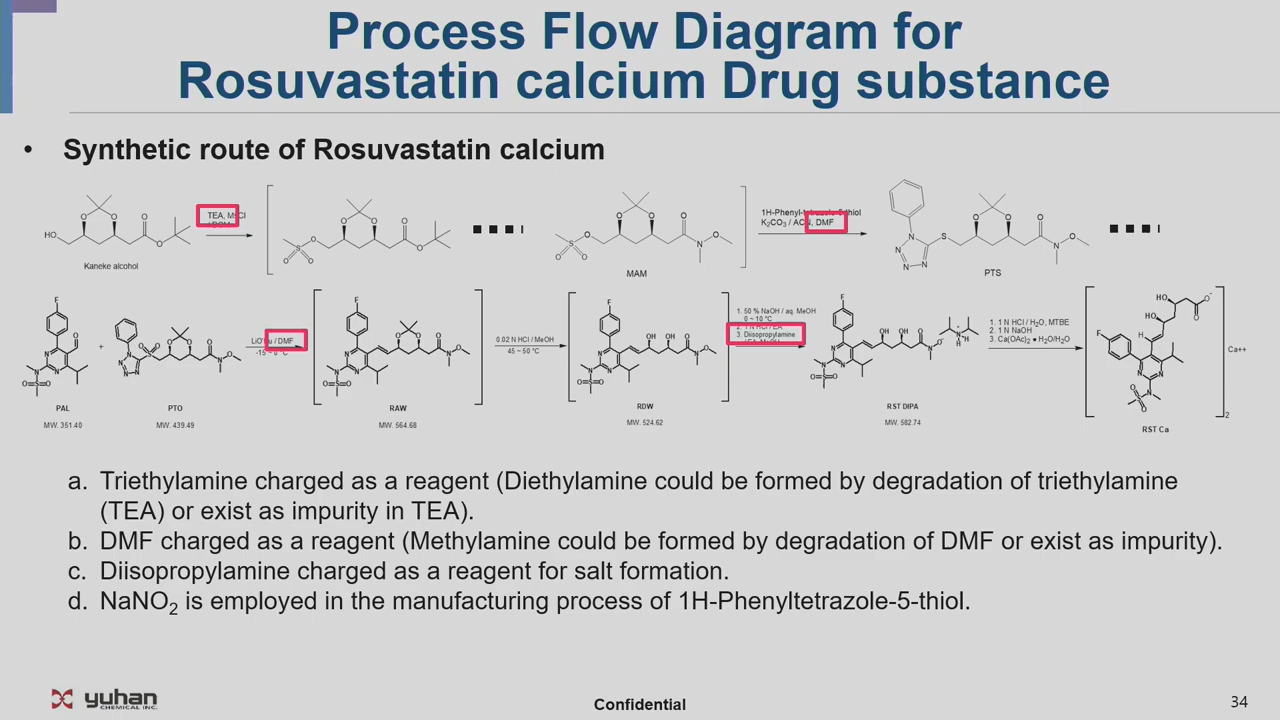 Process Flow Diagram for
Rosuvastatin calcium Drug substance
• Synthetic route of Rosuvastatin calcium
TEA, MsCl
Kaneke alcohol
MAM
1H-Phenyl-tetrazole-5-thiol
K2CO3 / ACN, DMF
PTS
PAL
MW. 351.40
+
PTO
MW. 439.49
/ DMF
RAW
MW. 564.68
0.02 N HCl / MeOH
45 ~ 50 °C
RDW
MW. 524.62
1. 50 % NaOH / aq. MeOH
0 ~ 10 °C
2. 1 N HCl / EA
3. Diisopropylamine
RST DIPA
MW. 582.74
1. 1 N HCl / H2O, MTBE
2. 1 NaOH
3. Ca(OAc)2 • H2O/H2O
Ca++
2
RST Ca
a. Triethylamine charged as a reagent (Diethylamine could be formed by degradation of triethylamine
(TEA) or exist as impurity in TEA).
b. DMF charged as a reagent (Methylamine could be formed by degradation of DMF or exist as impurity).
c. Diisopropylamine charged as a reagent for salt formation.
d. NaNO2 is employed in the manufacturing process of 1H-Phenyltetrazole-5-thiol.
yuhan
CHEMICAL INC.
Confidential
34